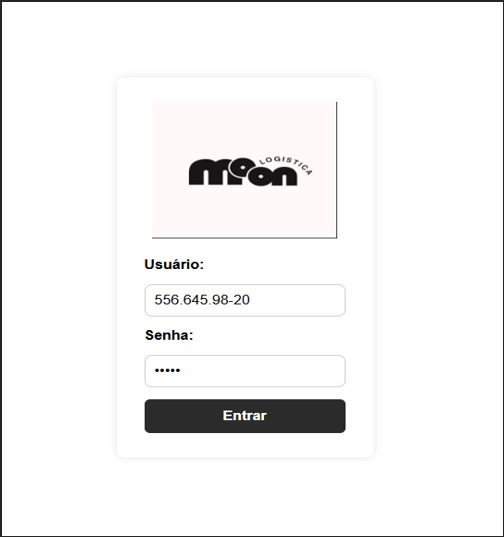 moon
LOGISTICA
Usuário:
556.645.98-20
Senha:
•••••
Entrar